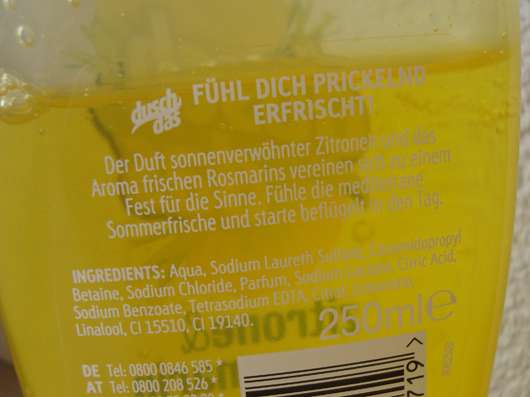 dusch das
FÜHL DICH PRICKELND
ERFRISCHT!
Der Duft sonnenverwöhnter Zitronen und das
Aroma frischen Rosmarins vereinen sich zu einem
Fest für die Sinne. Fühle die mediterrane
Sommerfrische und starte beflügelt in den Tag.
INGREDIENTS: Aqua, Sodium Laureth Sulfate, Cocamidopropyl
Betaine, Sodium Chloride, Parfum, Sodium Lactate, Citric Acid,
Sodium Benzoate, Tetrasodium EDTA, Citral, Limonene,
Linalool, CI 15510, CI 19140.
250ml℮
DE Tel: 0800 0846 585 *
AT Tel: 0800 208 526 *
719>